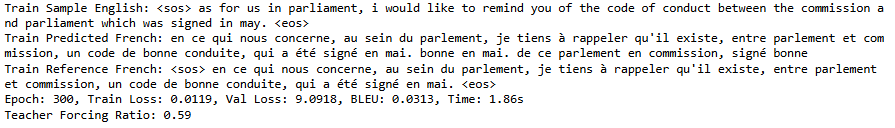 Train Sample English: <sos> as for us in parliament, i would like to remind you of the code of conduct between the commission a
nd parliament which was signed in may. <eos>
Train Predicted French: en ce qui nous concerne, au sein du parlement, je tiens à rappeler qu'il existe, entre parlement et com
mission, un code de bonne conduite, qui a été signé en mai. bonne en mai. de ce parlement en commission, signé bonne
Train Reference French: <sos> en ce qui nous concerne, au sein du parlement, je tiens à rappeler qu'il existe, entre parlement
et commission, un code de bonne conduite, qui a été signé en mai. <eos>
Epoch: 300, Train Loss: 0.0119, Val Loss: 9.0918, BLEU: 0.0313, Time: 1.86s
Teacher Forcing Ratio: 0.59